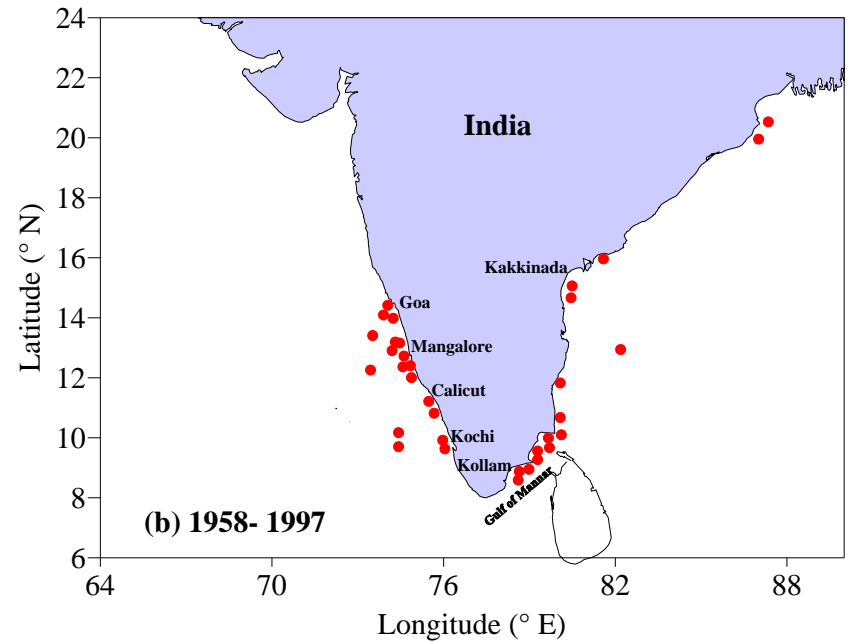 24
22
20
18
16
14
12
10
8
6
Latitude (° N)
India
Kakkinada
Goa
Mangalore
Calicut
Kochi
Kollam
Gulf of Mannar
(b) 1958- 1997
64
70
76
82
88
Longitude (° E)